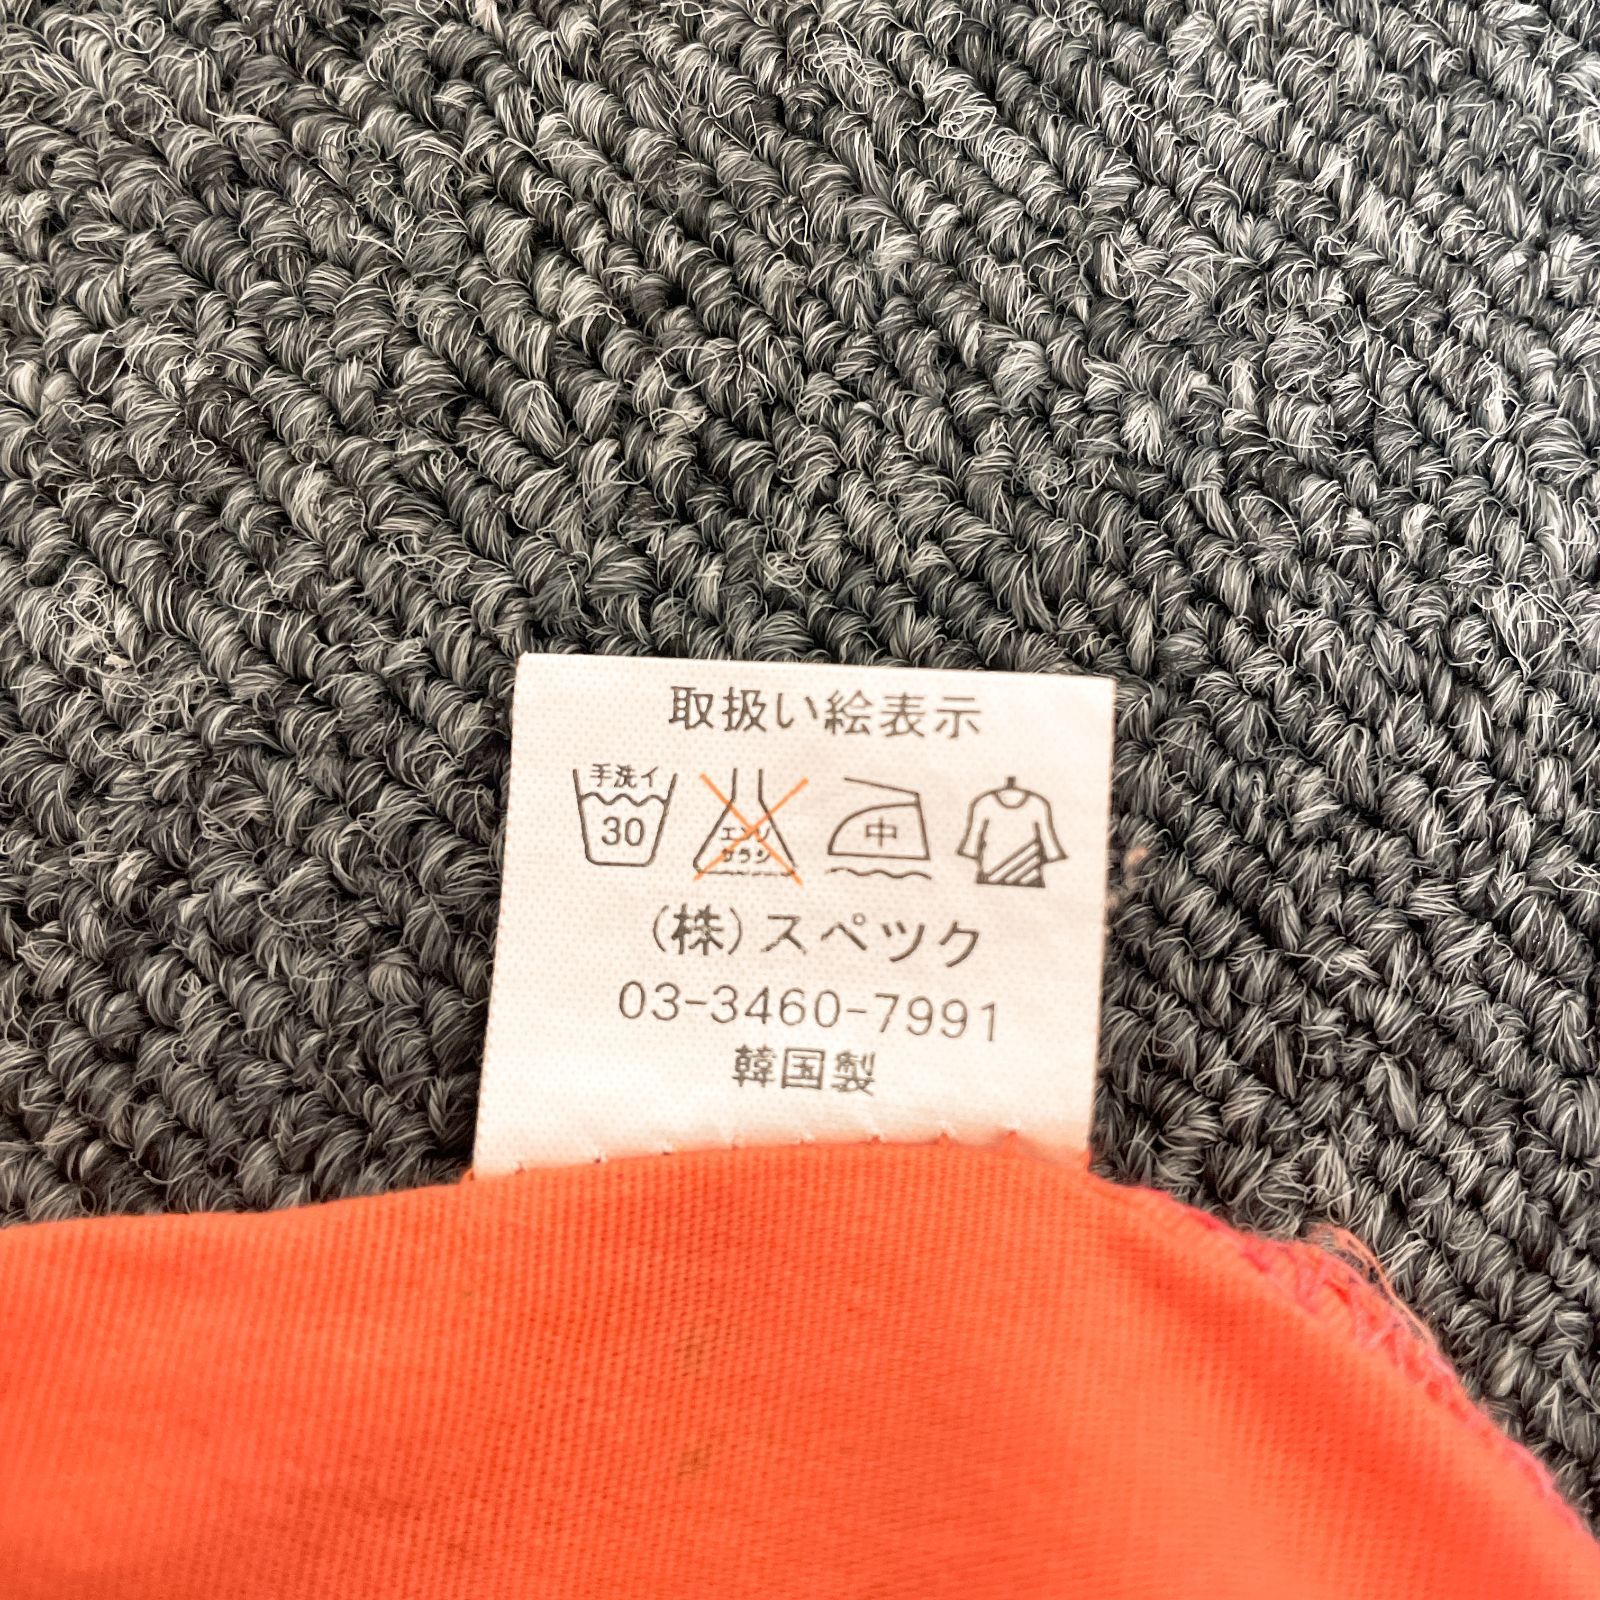 取扱い絵表示
手洗イ
30
エンソ
サラシ
中
(株)スペツク
03-3460-7991
韓国製